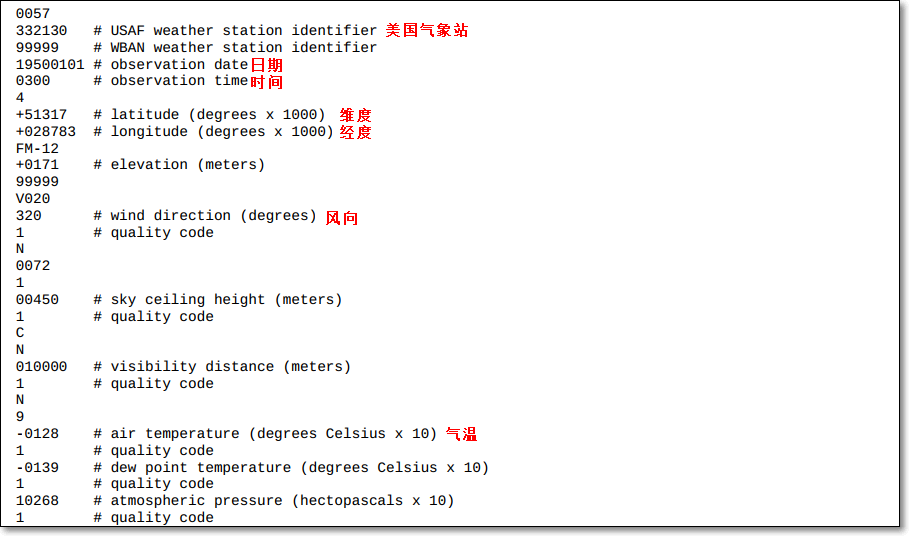 0057
332130 # USAF weather station identifier 美国气象站
99999 # WBAN weather station identifier
19500101 # observation date日期
0300 # observation time时间
4
+51317 # latitude (degrees x 1000) 维度
+028783 # longitude (degrees x 1000) 经度
FM-12
+0171 # elevation (meters)
99999
V020
320 # wind direction (degrees) 风向
1 # quality code
N
0072
1
00450 # sky ceiling height (meters)
1 # quality code
C
N
010000 # visibility distance (meters)
1 # quality code
N
9
-0128 # air temperature (degrees Celsius x 10) 气温
1 # quality code
-0139 # dew point temperature (degrees Celsius x 10)
1 # quality code
10268 # atmospheric pressure (hectopascals x 10)
1 # quality code